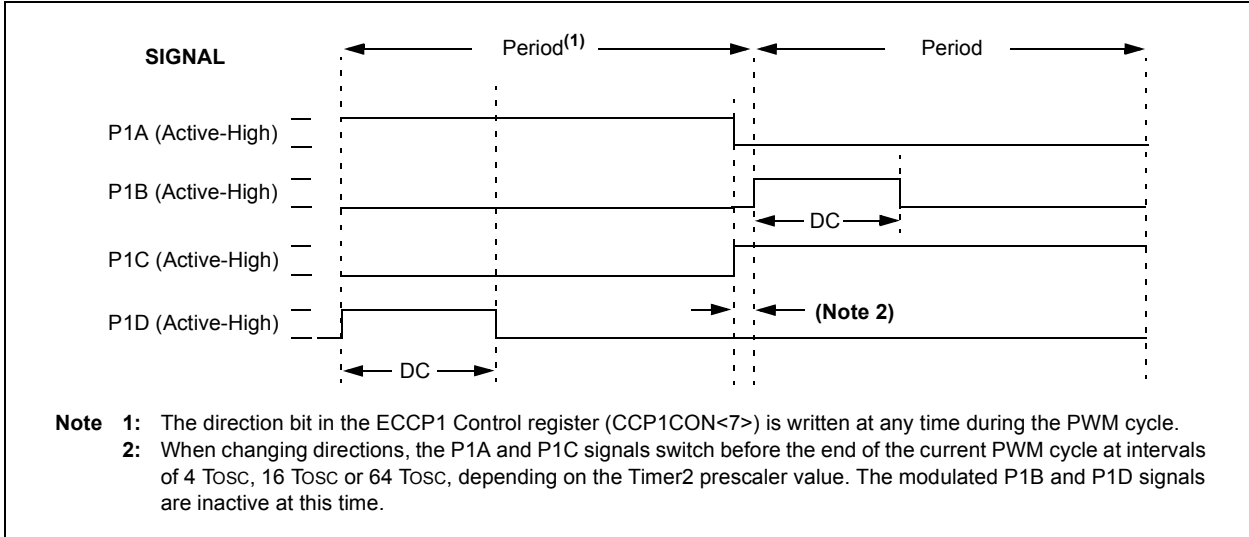 SIGNAL
Period(1)
Period
P1A (Active-High)
P1B (Active-High)
DC
P1C (Active-High)
P1D (Active-High)
(Note 2)
DC
Note 1: The direction bit in the ECCP1 Control register (CCP1CON<7>) is written at any time during the PWM cycle.
2: When changing directions, the P1A and P1C signals switch before the end of the current PWM cycle at intervals
of 4 TOSC, 16 TOSC or 64 TOSC, depending on the Timer2 prescaler value. The modulated P1B and P1D signals
are inactive at this time.